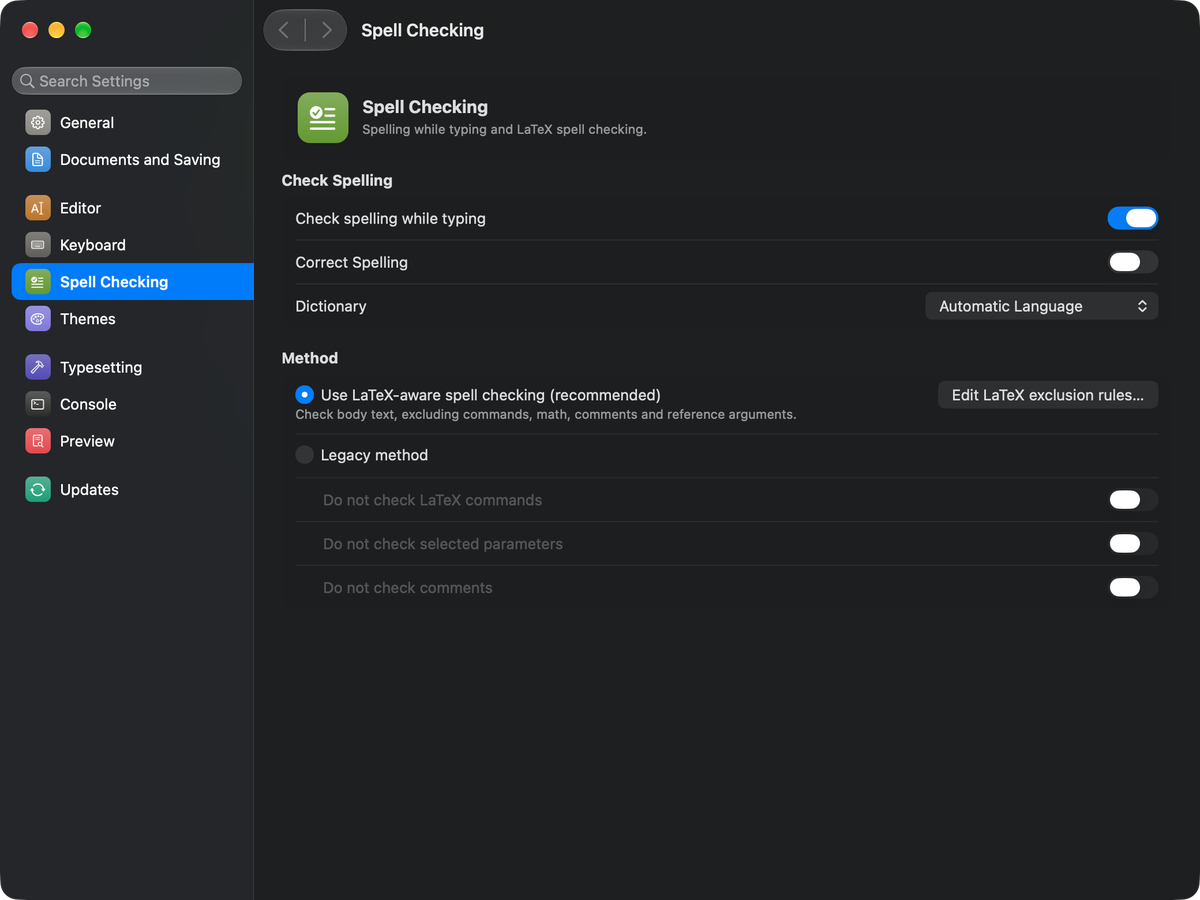 Spell Checking
Search Settings
General
Documents and Saving
Editor
Keyboard
Spell Checking
Themes
Typesetting
Console
Preview
Updates
Spell Checking
Spelling while typing and LaTeX spell checking.
Check Spelling
Check spelling while typing
Correct Spelling
Dictionary
Automatic Language
Method
Use LaTeX-aware spell checking (recommended)
Edit LaTeX exclusion rules...
Check body text, excluding commands, math, comments and reference arguments.
Legacy method
Do not check LaTeX commands
Do not check selected parameters
Do not check comments